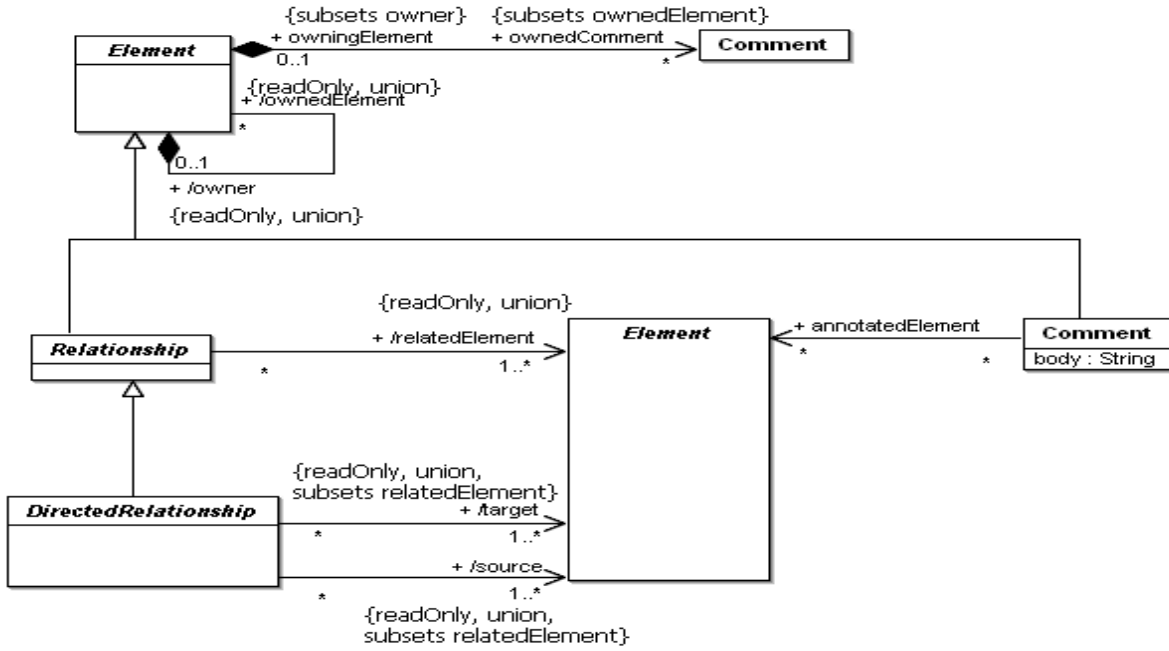 {subsets owner} {subsets ownedElement}
Element
+ owningElement
+ ownedComment
Comment
0..1
*
{readOnly, union}
+ /ownedElement
*
0..1
+ /owner
{readOnly, union}
{readOnly, union}
Relationship
+ /relatedElement
*
1..*
Element
+ annotatedElement
*
*
Comment
body : String
{readOnly, union,
subsets relatedElement}
DirectedRelationship
+ /target
*
1..*
+ /source
*
1..*
{readOnly, union,
subsets relatedElement}